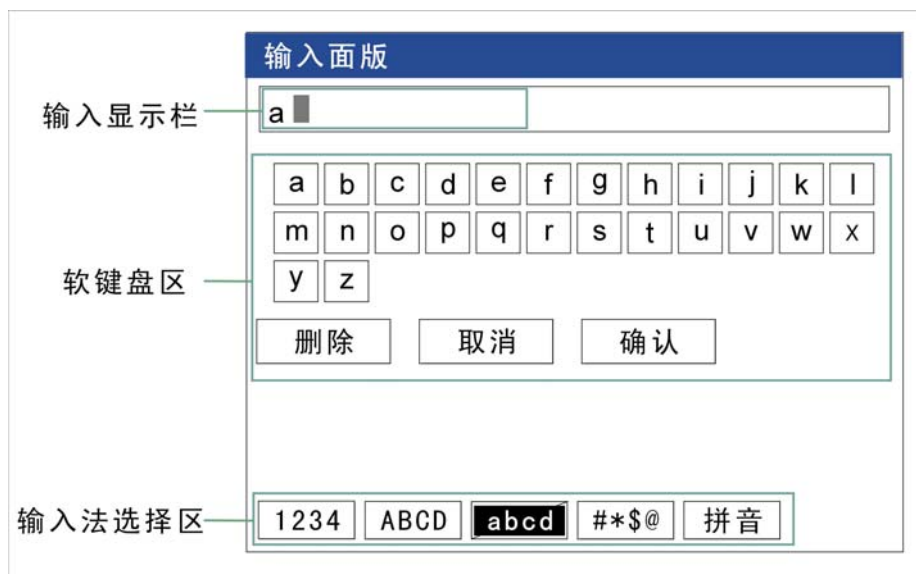 输入面版
输入显示栏
a
a b c d e f g h i j k l
m n o p q r s t u v w x
软键盘区
y z
删除 取消 确认
输入法选择区
1234 ABCD abcd #*$@ 拼音